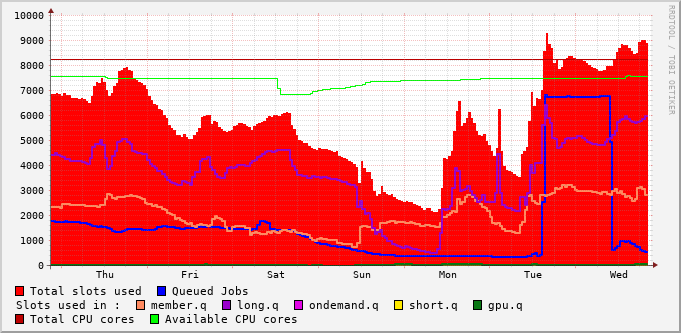 10000
9000
8000
7000
6000
5000
4000
3000
2000
1000
0
Thu Fri Sat Sun Mon Tue Wed
RRDTOOL / TOBI OETIKER
Total slots used Queued Jobs
Slots used in : member.q long.q ondemand.q short.q gpu.q
Total CPU cores Available CPU cores